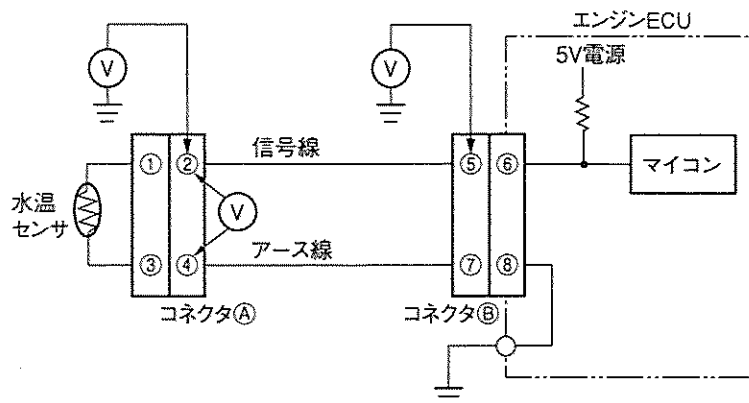 エンジンECU
5V電源
V
V
信号線
① ② ⑤ ⑥
マイコン
水温
センサ
V
アース線
③ ④ ⑦ ⑧
コネクタⒶ
コネクタⒷ